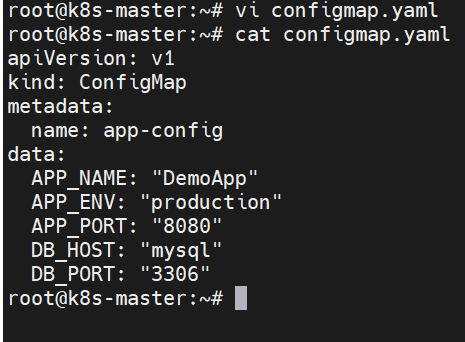 root@k8s-master:~# vi configmap.yaml
root@k8s-master:~# cat configmap.yaml
apiVersion: v1
kind: ConfigMap
metadata:
  name: app-config
data:
  APP_NAME: "DemoApp"
  APP_ENV: "production"
  APP_PORT: "8080"
  DB_HOST: "mysql"
  DB_PORT: "3306"
root@k8s-master:~#